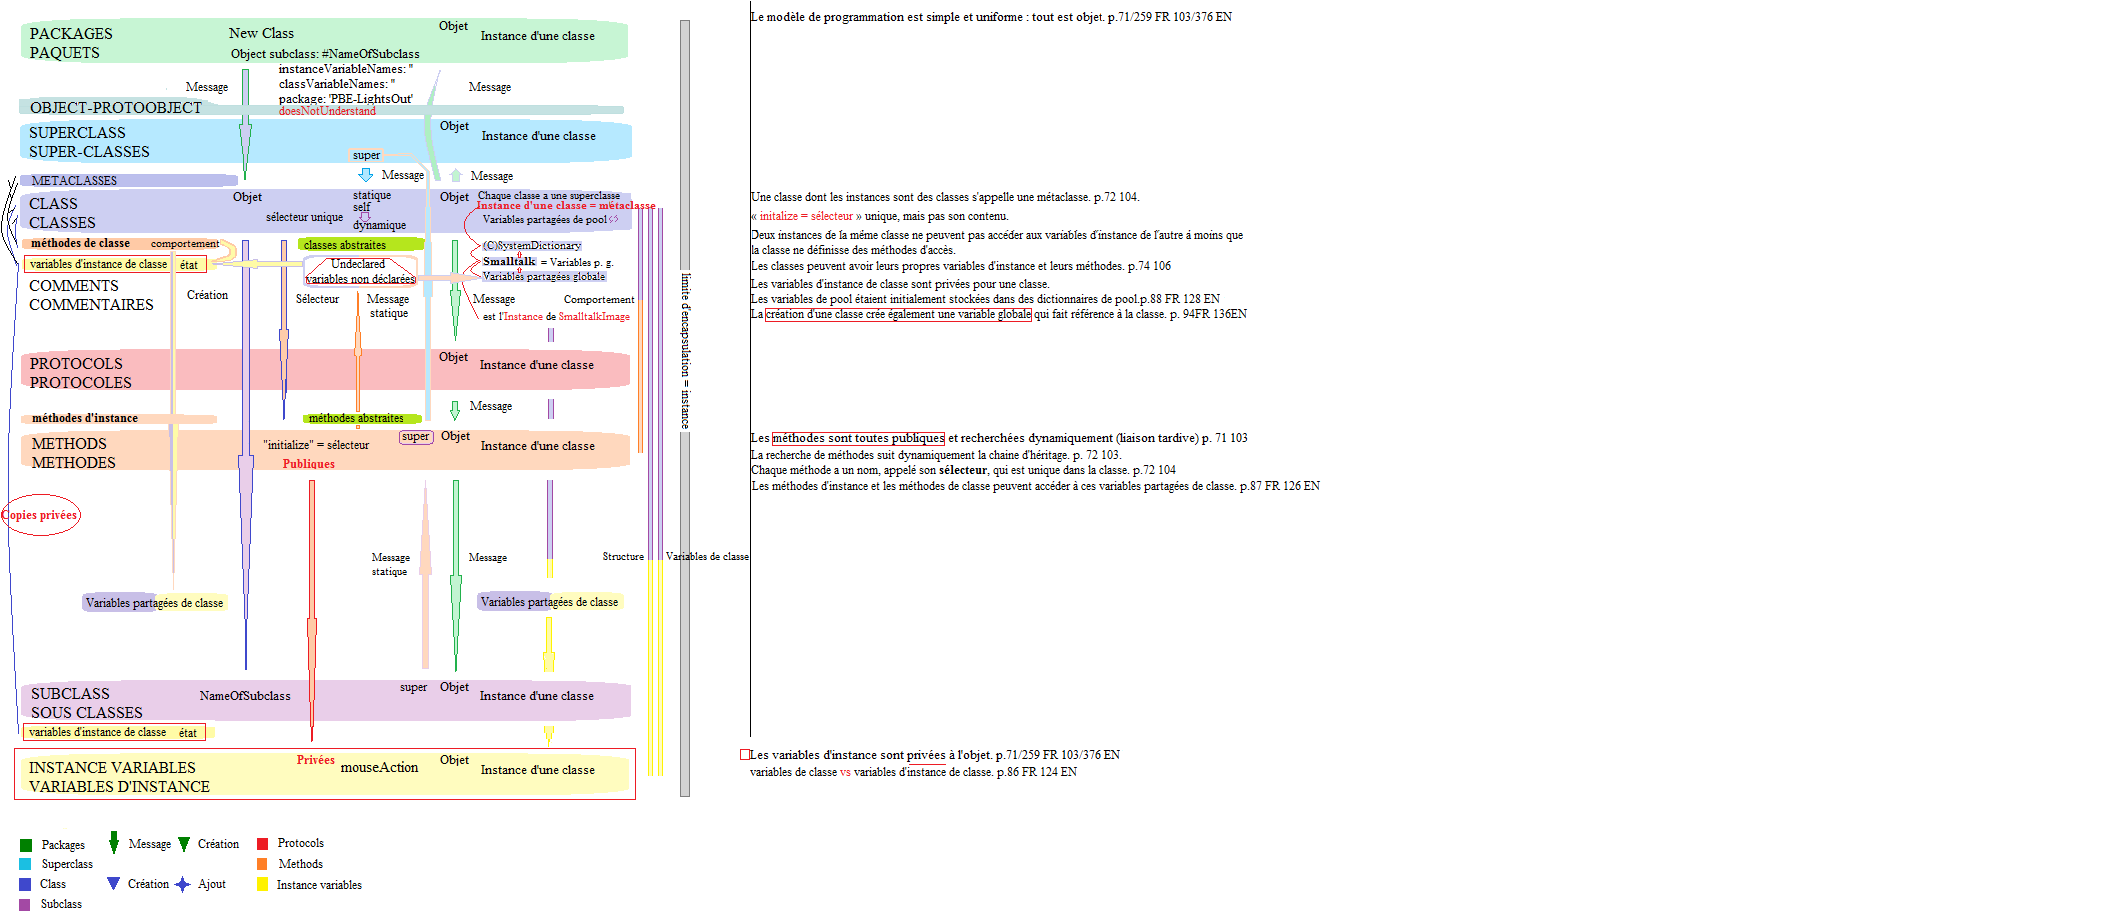 PACKAGES
PAQUETS
New Class
Object subclass: #NameOfSubclass
instanceVariableNames: ''
classVariableNames: ''
package: 'PBE-LightsOut'
doesNotUnderstand
Objet
Instance d'une classe
Message
Message
OBJECT-PROTOOBJECT
SUPERCLASS
SUPER-CLASSES
Objet
Instance d'une classe
super
Message
Message
METACLASSES
CLASS
CLASSES
Objet
statique
self
sélecteur unique
dynamique
Objet
Chaque classe a une superclasse
Instance d'une classe = métaclasse
Variables partagées de pool
méthodes de classe
comportement
classes abstraites
(C)SystemDictionary
variables d'instance de classe
état
Undeclared
variables non déclarées
Smalltalk = Variables p. g.
Variables partagées globale
COMMENTS
COMMENTAIRES
Création
Sélecteur
Message
statique
Message
Comportement
est l'Instance de SmalltalkImage
PROTOCOLS
PROTOCOLES
Objet
Instance d'une classe
Message
méthodes d'instance
méthodes abstraites
METHODS
METHODES
"initialize" = sélecteur
Publiques
super
Objet
Instance d'une classe
Copies privées
Message
statique
Message
Structure
Variables de classe
Variables partagées de classe
Variables partagées de classe
SUBCLASS
SOUS CLASSES
NameOfSubclass
super
Objet
Instance d'une classe
variables d'instance de classe
état
INSTANCE VARIABLES
VARIABLES D'INSTANCE
Privées
mouseAction
Objet
Instance d'une classe
limite d'encapsulation = instance
Le modèle de programmation est simple et uniforme : tout est objet. p.71/259 FR 103/376 EN
Une classe dont les instances sont des classes s'appelle une métaclasse. p.72 104.
« initalize = sélecteur » unique, mais pas son contenu.
Deux instances de la même classe ne peuvent pas accéder aux variables d'instance de l'autre á moins que
la classe ne définisse des méthodes d'accès.
Les classes peuvent avoir leurs propres variables d'instance et leurs méthodes. p.74 106
Les variables d'instance de classe sont privées pour une classe.
Les variables de pool étaient initialement stockées dans des dictionnaires de pool.p.88 FR 128 EN
La création d'une classe crée également une variable globale qui fait référence à la classe. p. 94FR 136EN
Les méthodes sont toutes publiques et recherchées dynamiquement (liaison tardive) p. 71 103
La recherche de méthodes suit dynamiquement la chaine d'héritage. p. 72 103.
Chaque méthode a un nom, appelé son sélecteur, qui est unique dans la classe. p.72 104
Les méthodes d'instance et les méthodes de classe peuvent accéder à ces variables partagées de classe. p.87 FR 126 EN
Les variables d'instance sont privées à l'objet. p.71/259 FR 103/376 EN
variables de classe vs variables d'instance de classe. p.86 FR 124 EN
Packages
Message
Création
Protocols
Superclass
Methods
Class
Création
Ajout
Instance variables
Subclass